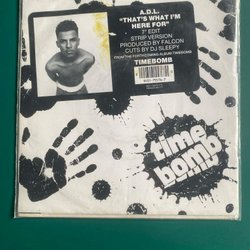 A.D.L.
"THAT'S WHAT I'M
HERE FOR"
7" EDIT
STRIP VERSION
PRODUCED BY FALCON
CUTS BY DJ SLEEPY
FROM THE FORTHCOMING ALBUM TIMEBOMB
TIMEBOMB
time
bomb